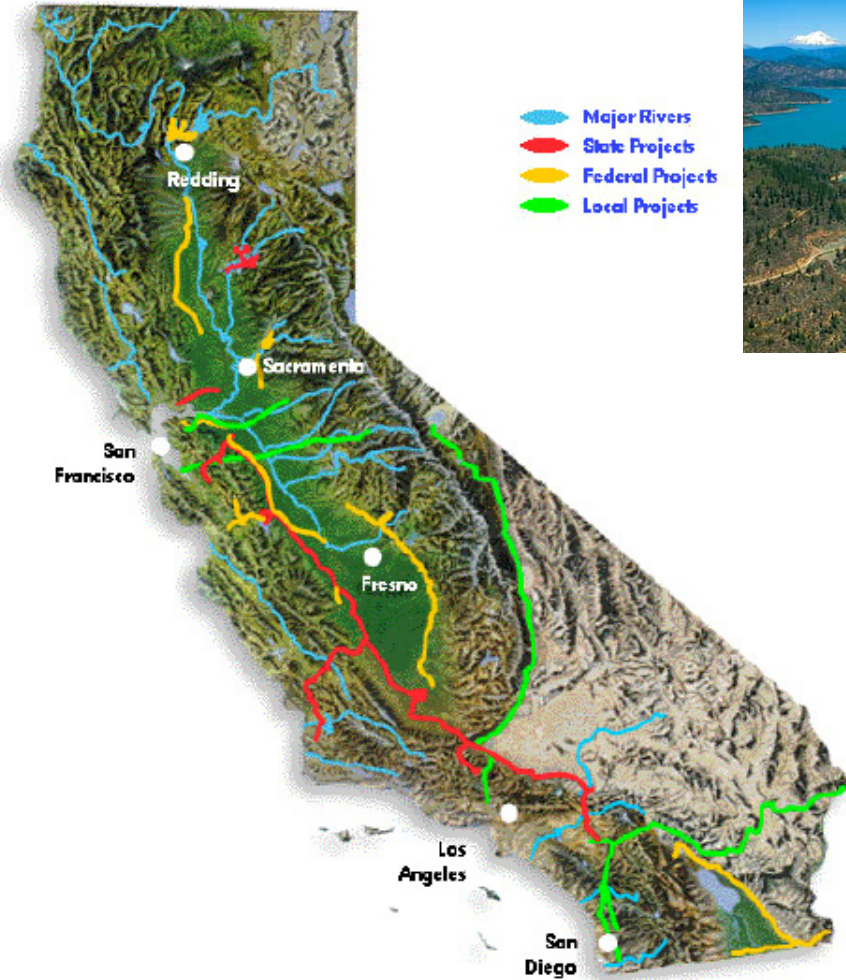 Major Rivers
State Projects
Redding
Federal Projects
Local Projects
Sacramento
San
Francisco
Fresno
Los
Angeles
San
Diego